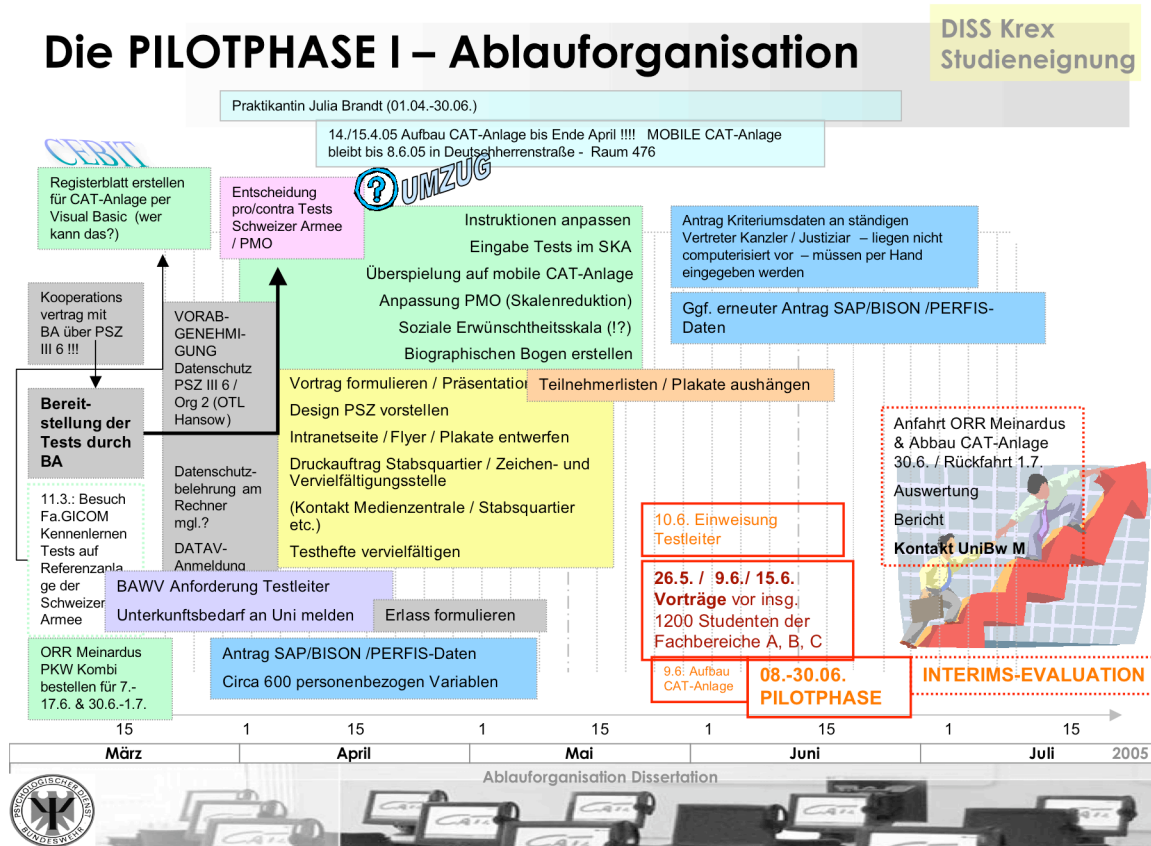 DISS Krex
Studieneignung
Die PILOTPHASE I – Ablauforganisation
Praktikantin Julia Brandt (01.04.-30.06.)
14./15.4.05 Aufbau CAT-Anlage bis Ende April !!!! MOBILE CAT-Anlage
bleibt bis 8.6.05 in Deutschherrenstraße - Raum 476
CEBIT
Registerblatt erstellen
für CAT-Anlage per
Visual Basic (wer
kann das?)
Entscheidung
pro/contra Tests
Schweizer Armee
/ PMO
?
UMZUG
Instruktionen anpassen
Eingabe Tests im SKA
Überspielung auf mobile CAT-Anlage
Anpassung PMO (Skalenreduktion)
Soziale Erwünschtheitsskala (!?)
Biographischen Bogen erstellen
Antrag Kriteriumsdaten an ständigen
Vertreter Kanzler / Justiziar – liegen nicht
computerisiert vor – müssen per Hand
eingegeben werden
Ggf. erneuter Antrag SAP/BISON /PERFIS-
Daten
Kooperations
vertrag mit
BA über PSZ
III 6 !!!
VORAB-
GENEHMI-
GUNG
Datenschutz
PSZ III 6 /
Org 2 (OTL
Hansow)
Datenschutz-
belehrung am
Rechner
mgl.?
DATAV-
Anmeldung
Bereit-
stellung der
Tests durch
BA
Vortrag formulieren / Präsentation
Design PSZ vorstellen
Intranetseite / Flyer / Plakate entwerfen
Druckauftrag Stabsquartier / Zeichen- und
Vervielfältigungsstelle
(Kontakt Medienzentrale / Stabsquartier
etc.)
Testhefte vervielfältigen
Teilnehmerlisten / Plakate aushängen
Anfahrt ORR Meinardus
& Abbau CAT-Anlage
30.6. / Rückfahrt 1.7.
Auswertung
Bericht
Kontakt UniBw M
11.3.: Besuch
Fa.GICOM
Kennenlernen
Tests auf
Referenzanla
ge der
Schweizer
Armee
10.6. Einweisung
Testleiter
26.5. / 9.6./ 15.6.
Vorträge vor insg.
1200 Studenten der
Fachbereiche A, B, C
BAWV Anforderung Testleiter
Unterkunftsbedarf an Uni melden
Erlass formulieren
ORR Meinardus
PKW Kombi
bestellen für 7.-
17.6. & 30.6.-1.7.
Antrag SAP/BISON /PERFIS-Daten
Circa 600 personenbezogen Variablen
9.6. Aufbau
CAT-Anlage
08.-30.06.
PILOTPHASE
INTERIMS-EVALUATION
15 1 15 1 15 1 15 1 15
März April Mai Juni Juli 2005
Ablauforganisation Dissertation
PSYCHOLOGISCHER DIENST
BUNDESWEHR